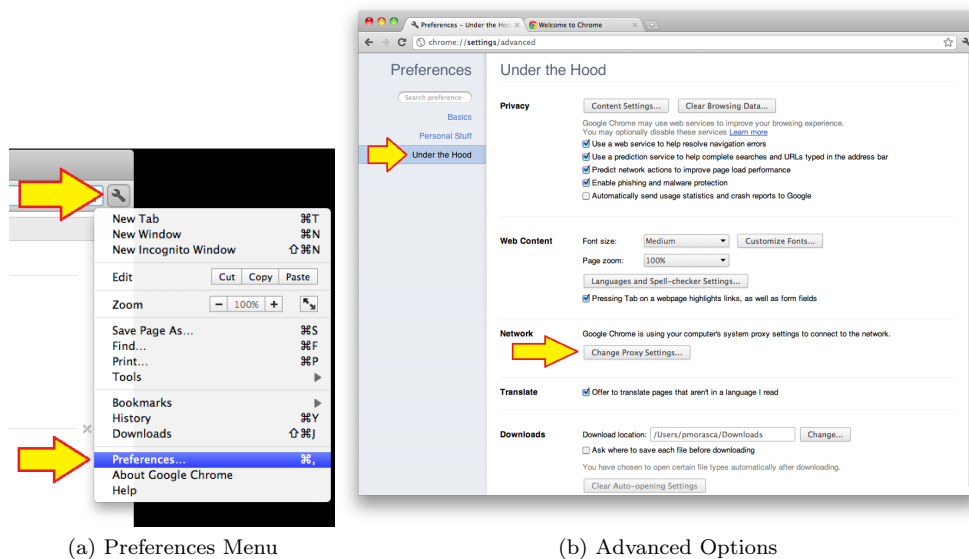 New Tab ⌘T
New Window ⌘N
New Incognito Window ⇧⌘N
Edit Cut Copy Paste
Zoom − 100% +
Save Page As... ⌘S
Find... ⌘F
Print... ⌘P
Tools
Bookmarks
History ⌘Y
Downloads ⇧⌘J
Preferences... ⌘,
About Google Chrome
Help
(a) Preferences Menu
Preferences - Under the Hoo
Welcome to Chrome
chrome://settings/advanced
Preferences
Search preference:
Basics
Personal Stuff
Under the Hood
Under the Hood
Privacy Content Settings... Clear Browsing Data...
Google Chrome may use web services to improve your browsing experience.
You may optionally disable these services Learn more
Use a web service to help resolve navigation errors
Use a prediction service to help complete searches and URLs typed in the address bar
Predict network actions to improve page load performance
Enable phishing and malware protection
Automatically send usage statistics and crash reports to Google
Web Content Font size: Medium Customize Fonts...
Page zoom: 100%
Languages and Spell-checker Settings...
Pressing Tab on a webpage highlights links, as well as form fields
Network Google Chrome is using your computer's system proxy settings to connect to the network.
Change Proxy Settings...
Translate Offer to translate pages that aren't in a language I read
Downloads Download location: /Users/pmorasca/Downloads Change...
Ask where to save each file before downloading
You have chosen to open certain file types automatically after downloading.
Clear Auto-opening Settings
(b) Advanced Options